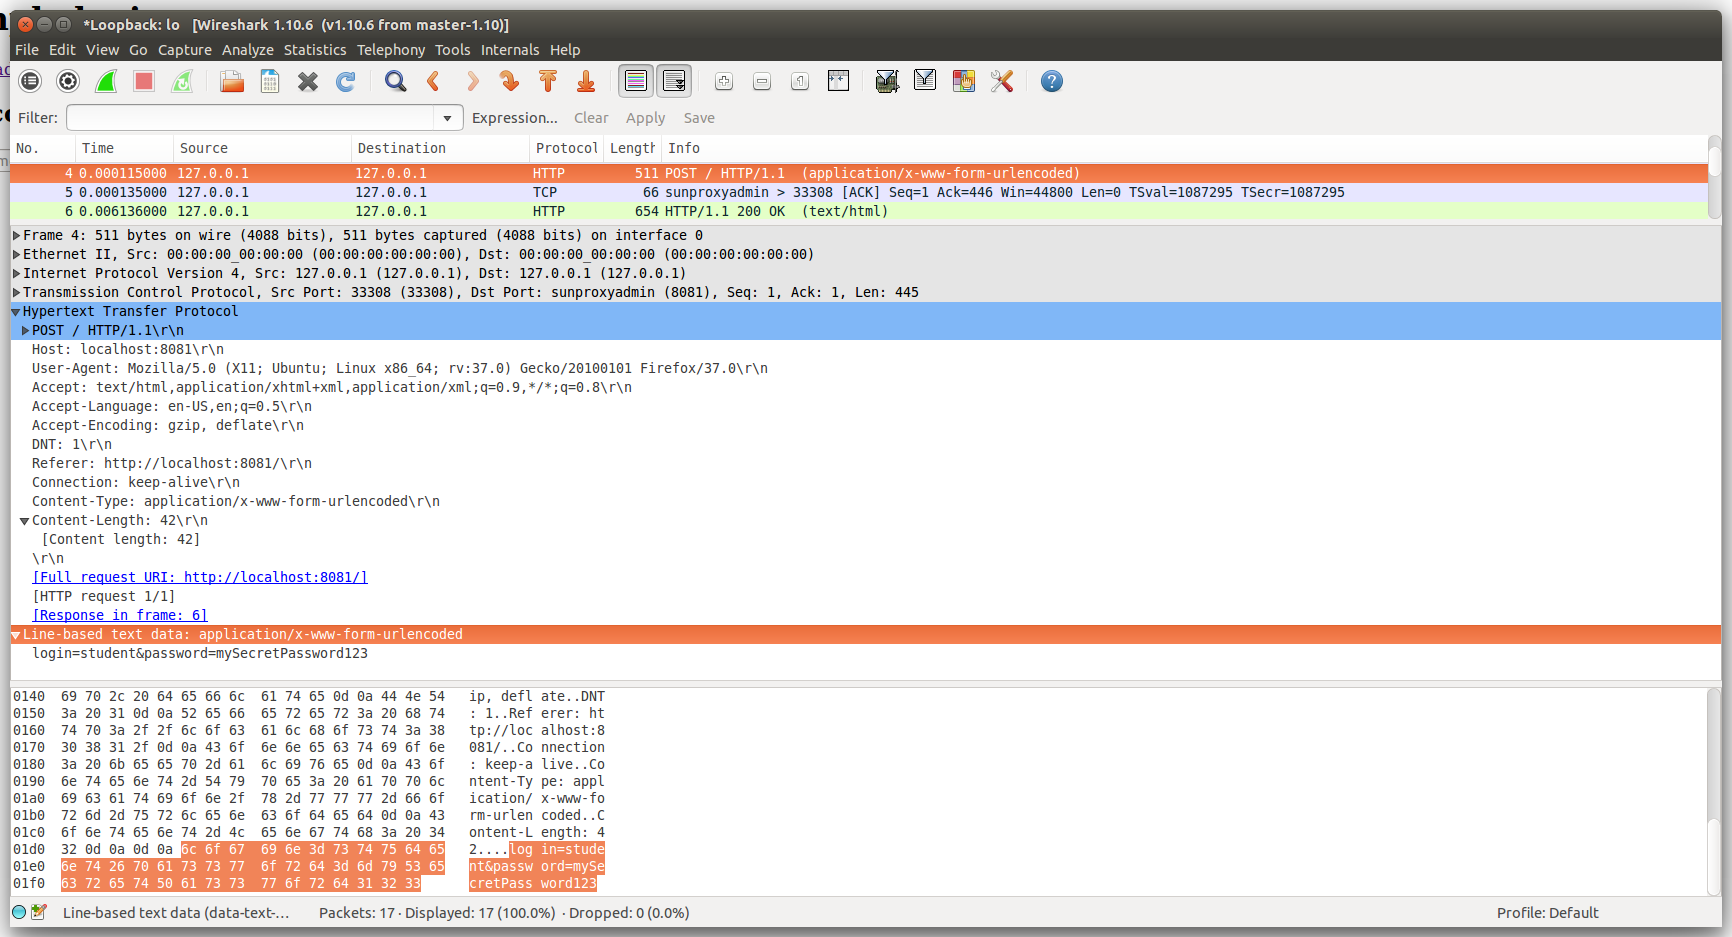 *Loopback: lo   [Wireshark 1.10.6  (v1.10.6 from master-1.10)]
File Edit View Go Capture Analyze Statistics Telephony Tools Internals Help
Filter: Expression... Clear Apply Save
No. Time Source Destination Protocol Length Info
4 0.000115000 127.0.0.1 127.0.0.1 HTTP 511 POST / HTTP/1.1  (application/x-www-form-urlencoded)
5 0.000135000 127.0.0.1 127.0.0.1 TCP 66 sunproxyadmin > 33308 [ACK] Seq=1 Ack=446 Win=44800 Len=0 TSval=1087295 TSecr=1087295
6 0.006136000 127.0.0.1 127.0.0.1 HTTP 654 HTTP/1.1 200 OK  (text/html)
Frame 4: 511 bytes on wire (4088 bits), 511 bytes captured (4088 bits) on interface 0
Ethernet II, Src: 00:00:00_00:00:00 (00:00:00:00:00:00), Dst: 00:00:00_00:00:00 (00:00:00:00:00:00)
Internet Protocol Version 4, Src: 127.0.0.1 (127.0.0.1), Dst: 127.0.0.1 (127.0.0.1)
Transmission Control Protocol, Src Port: 33308 (33308), Dst Port: sunproxyadmin (8081), Seq: 1, Ack: 1, Len: 445
Hypertext Transfer Protocol
POST / HTTP/1.1\r\n
Host: localhost:8081\r\n
User-Agent: Mozilla/5.0 (X11; Ubuntu; Linux x86_64; rv:37.0) Gecko/20100101 Firefox/37.0\r\n
Accept: text/html,application/xhtml+xml,application/xml;q=0.9,*/*;q=0.8\r\n
Accept-Language: en-US,en;q=0.5\r\n
Accept-Encoding: gzip, deflate\r\n
DNT: 1\r\n
Referer: http://localhost:8081/\r\n
Connection: keep-alive\r\n
Content-Type: application/x-www-form-urlencoded\r\n
Content-Length: 42\r\n
[Content length: 42]
\r\n
[Full request URI: http://localhost:8081/]
[HTTP request 1/1]
[Response in frame: 6]
Line-based text data: application/x-www-form-urlencoded
login=student&password=mySecretPassword123
0140  69 70 2c 20 64 65 66 6c  61 74 65 0d 0a 44 4e 54   ip, defl ate..DNT
0150  3a 20 31 0d 0a 52 65 66  65 72 65 72 3a 20 68 74   : 1..Ref erer: ht
0160  74 70 3a 2f 2f 6c 6f 63  61 6c 68 6f 73 74 3a 38   tp://loc alhost:8
0170  30 38 31 2f 0d 0a 43 6f  6e 6e 65 63 74 69 6f 6e   081/..Co nnection
0180  3a 20 6b 65 65 70 2d 61  6c 69 76 65 0d 0a 43 6f   : keep-a live..Co
0190  6e 74 65 6e 74 2d 54 79  70 65 3a 20 61 70 70 6c   ntent-Ty pe: appl
01a0  69 63 61 74 69 6f 6e 2f  78 2d 77 77 77 2d 66 6f   ication/ x-www-fo
01b0  72 6d 2d 75 72 6c 65 6e  63 6f 64 65 64 0d 0a 43   rm-urlen coded..C
01c0  6f 6e 74 65 6e 74 2d 4c  65 6e 67 74 68 3a 20 34   ontent-L ength: 4
01d0  32 0d 0a 0d 0a 6c 6f 67  69 6e 3d 73 74 75 64 65   2....log in=stude
01e0  6e 74 26 70 61 73 73 77  6f 72 64 3d 6d 79 53 65   nt&passw ord=mySe
01f0  63 72 65 74 50 61 73 73  77 6f 72 64 31 32 33   cretPass word123
Line-based text data (data-text-... Packets: 17 · Displayed: 17 (100.0%)  · Dropped: 0 (0.0%) Profile: Default